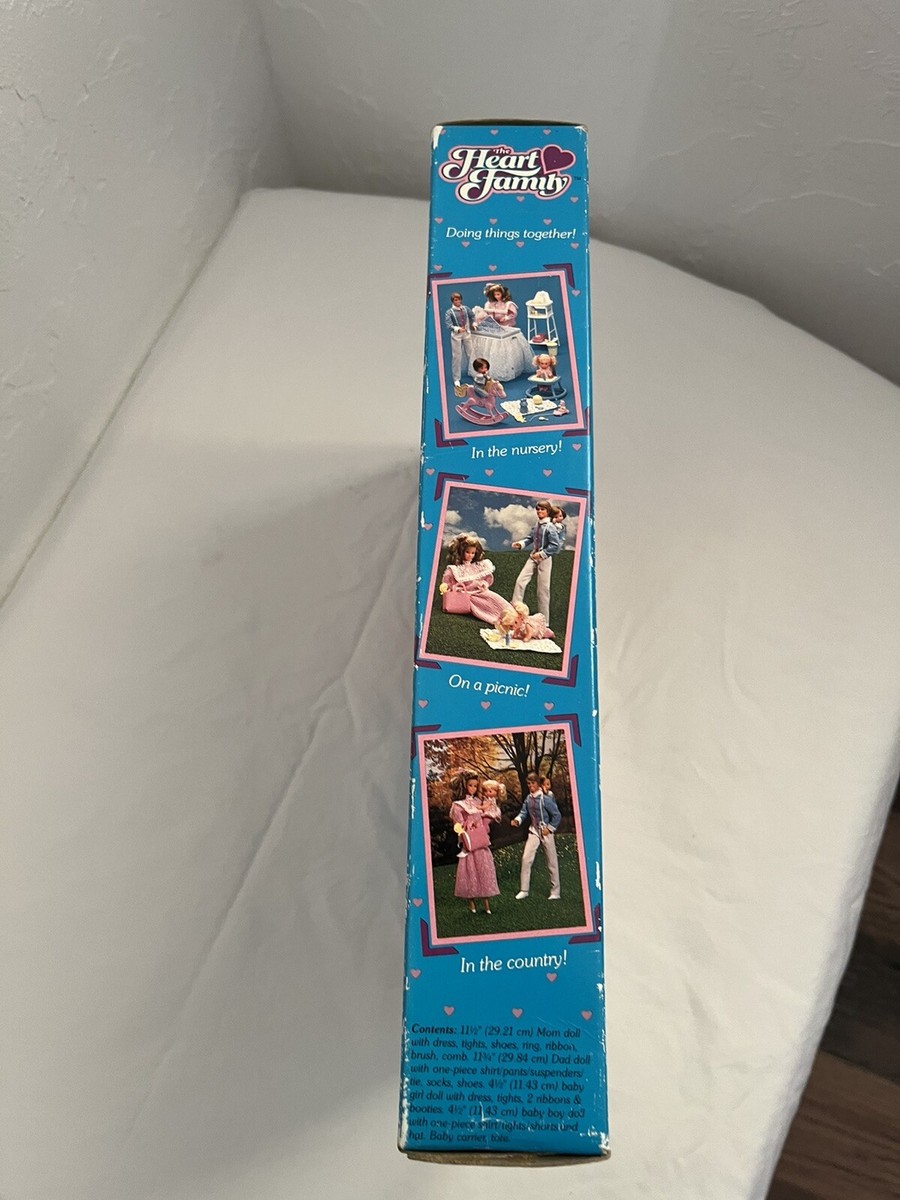 The
Heart
Family™
Doing things together!
In the nursery!
On a picnic!
In the country!
Contents: 11½" (29.21 cm) Mom doll
with dress, tights, shoes, ring, ribbon,
brush, comb. 11¾" (29.84 cm) Dad doll
with one-piece shirt/pants/suspenders/
tie, socks, shoes. 4½" (11.43 cm) baby
girl doll with dress, tights, 2 ribbons &
booties. 4½" (11.43 cm) baby boy doll
with one-piece shirt/tights/shorts and
hat. Baby carrier, tote.